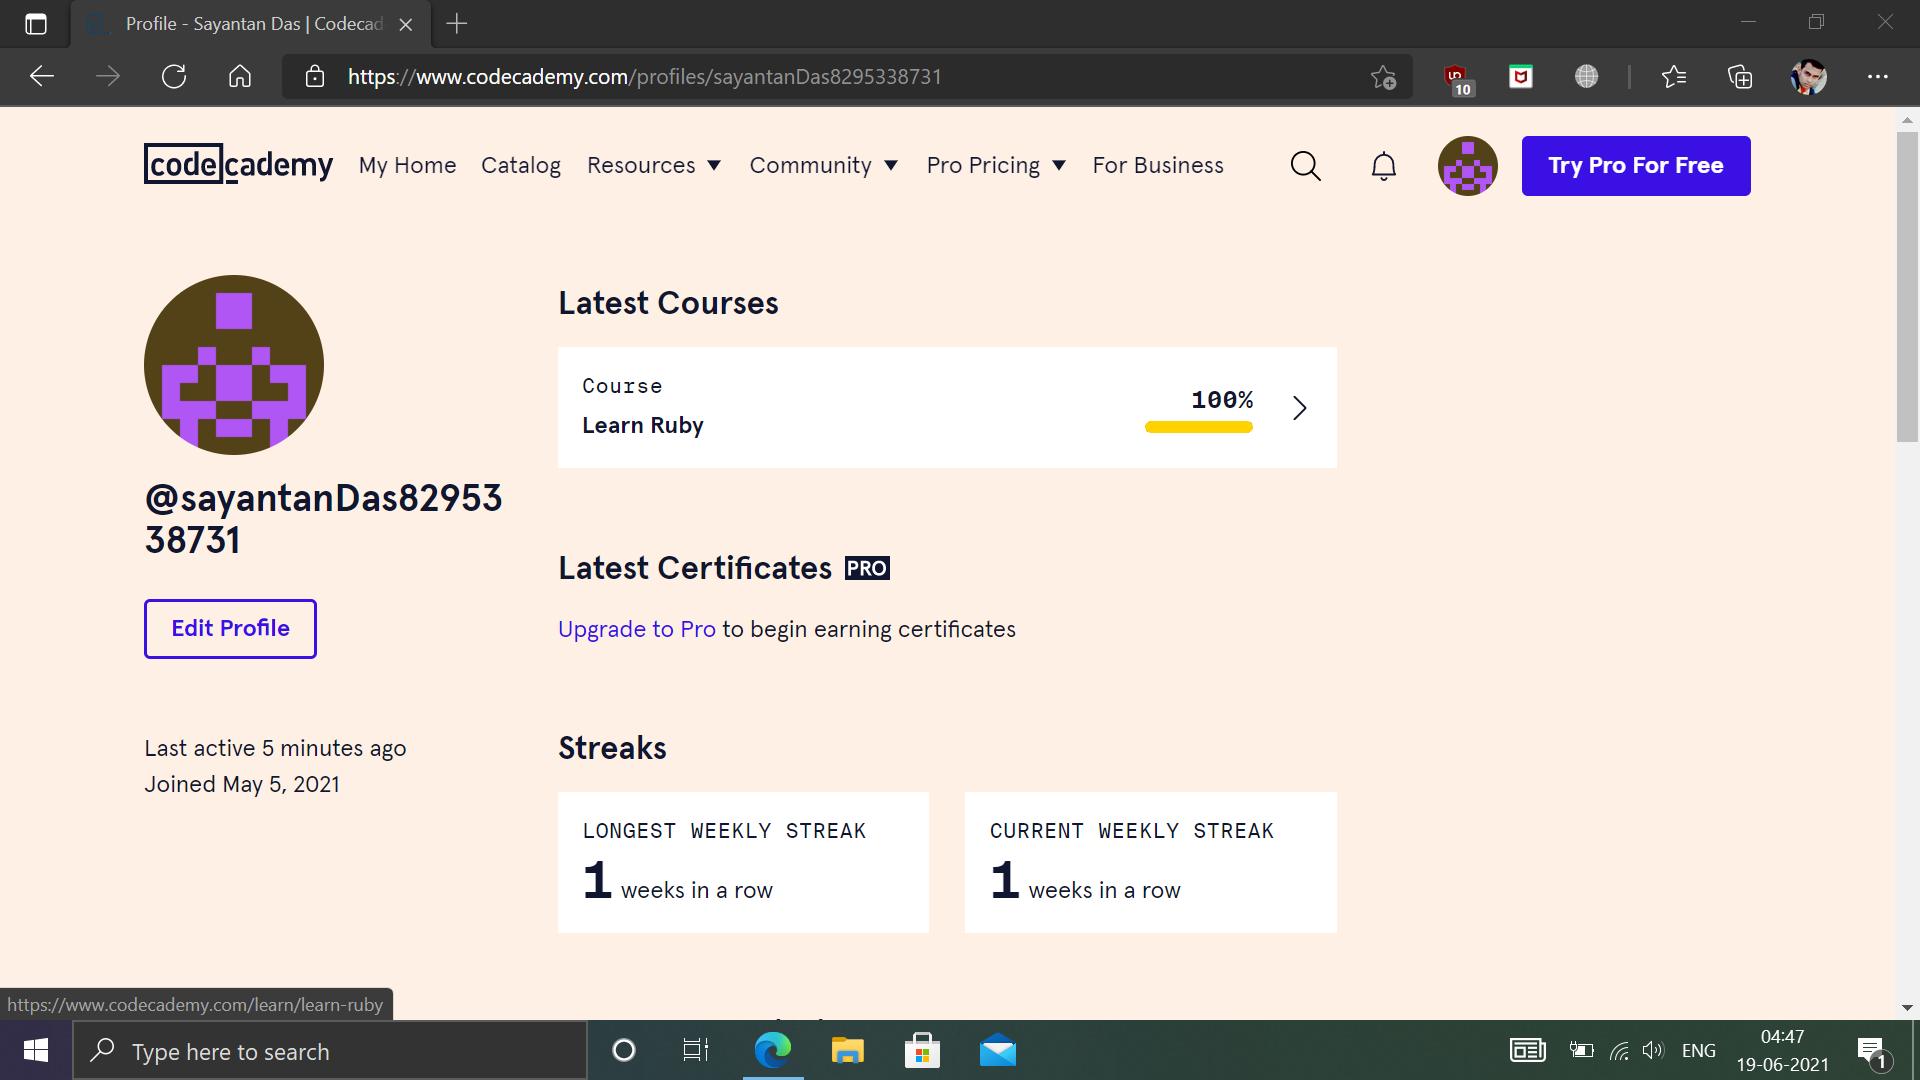 Profile - Sayantan Das | Codecad
https://www.codecademy.com/profiles/sayantanDas8295338731
10
codecademy My Home Catalog Resources Community Pro Pricing For Business Try Pro For Free
@sayantanDas82953
38731
Edit Profile
Last active 5 minutes ago
Joined May 5, 2021
Latest Courses
Course
Learn Ruby
100%
Latest Certificates PRO
Upgrade to Pro to begin earning certificates
Streaks
LONGEST WEEKLY STREAK
1 weeks in a row
CURRENT WEEKLY STREAK
1 weeks in a row
https://www.codecademy.com/learn/learn-ruby
Type here to search
ENG
04:47
19-06-2021
1